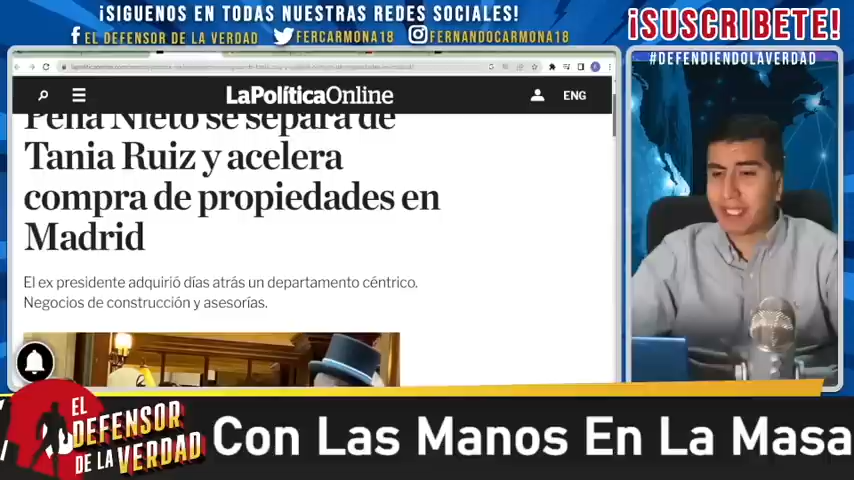 ¡SIGUENOS EN TODAS NUESTRAS REDES SOCIALES!
EL DEFENSOR DE LA VERDAD
FERCARMONA18
FERNANDOCARMONA18
¡SUSCRIBETE!
#DEFENDIENDOLAVERDAD
LaPolíticaOnline
ENG
Peña Nieto se separa de
Tania Ruiz y acelera
compra de propiedades en
Madrid
El ex presidente adquirió días atrás un departamento céntrico.
Negocios de construcción y asesorías.
EL
DEFENSOR
DE LA VERDAD
Con Las Manos En La Masa